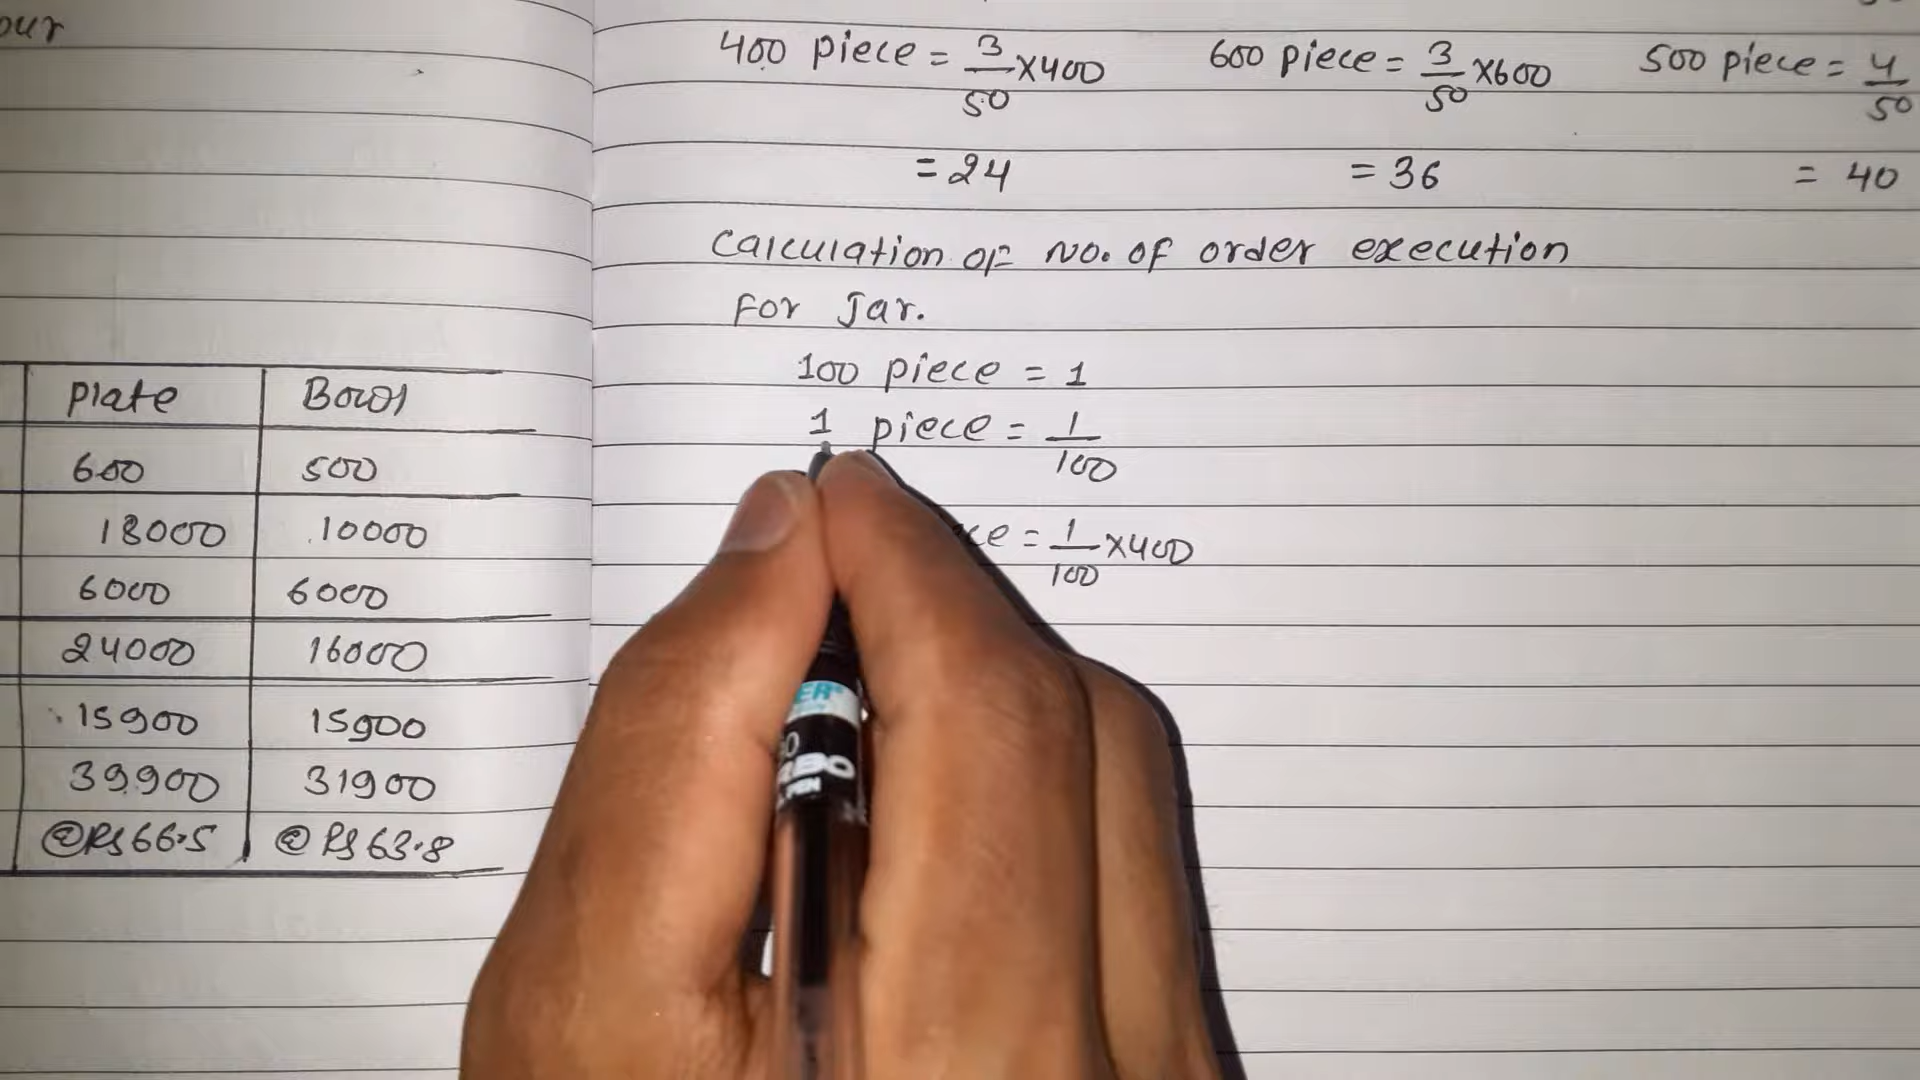 our
Plate Bowl
600 500
18000 10000
6000 6000
24000 16000
15900 15900
39900 31900
@Rs 66.5 @ Rs 63.8
400 piece = 3/50 x400 600 piece = 3/50 x600 500 piece = 4/50
= 24 = 36 = 40
Calculation of No. of order execution
For Jar.
100 piece = 1
1 piece = 1/100
= 1/100 x400